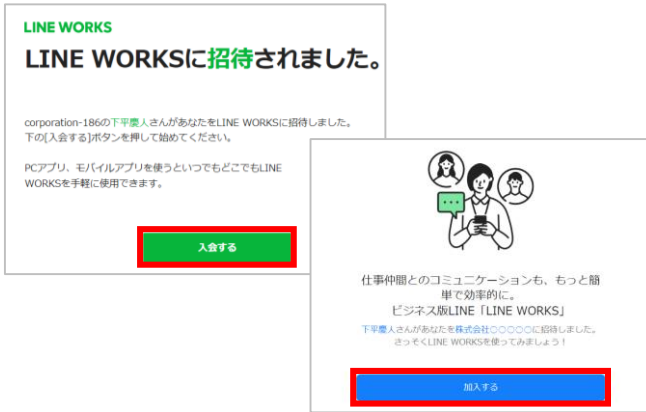 LINE WORKS
LINE WORKSに招待されました。
corporation-186の下平慶人さんがあなたをLINE WORKSに招待しました。
下の[入会する]ボタンを押して始めてください。
PCアプリ、モバイルアプリを使うといつでもどこでもLINE
WORKSを手軽に使用できます。
入会する
仕事仲間とのコミュニケーションも、もっと簡
単で効率的に。
ビジネス版LINE「LINE WORKS」
下平慶人さんがあなたを株式会社〇〇〇〇〇に招待しました。
さっそくLINE WORKSを使ってみましょう！
加入する